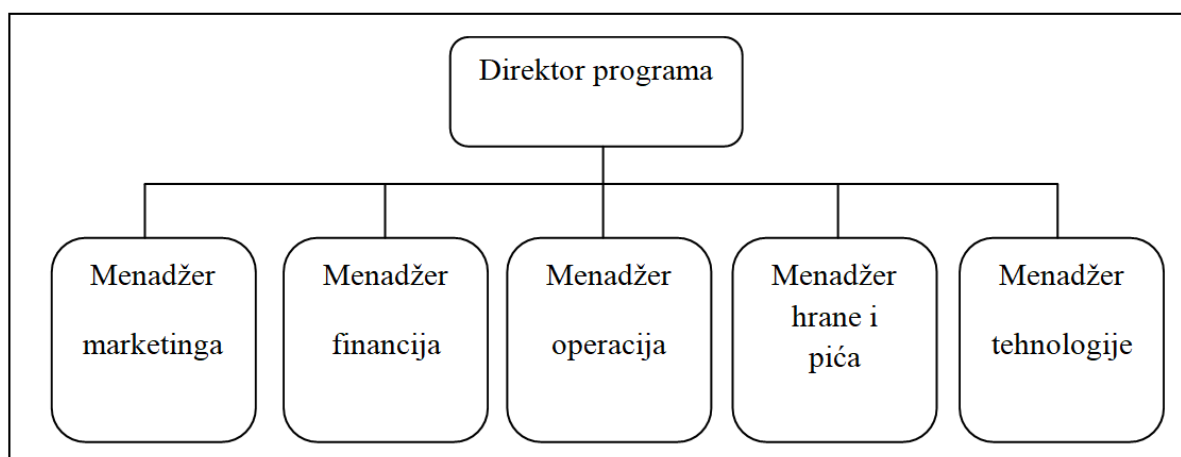 Direktor programa
Menadžer
marketinga
Menadžer
financija
Menadžer
operacija
Menadžer
hrane i
pića
Menadžer
tehnologije